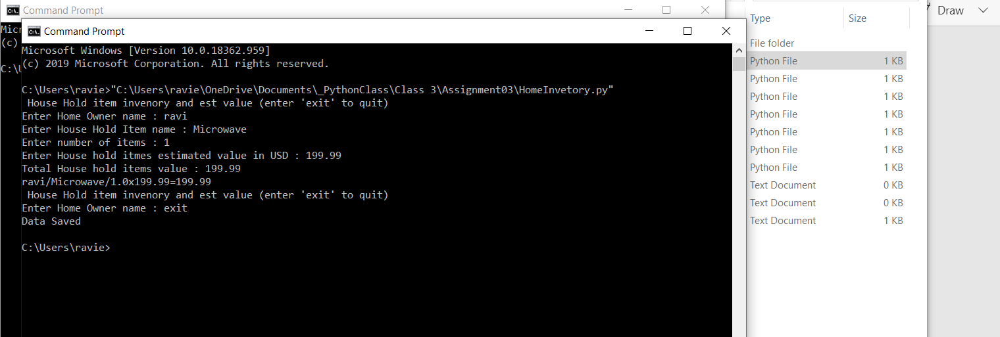 Command Prompt
Draw
Micr
(c)
C:\U
Command Prompt
Microsoft Windows [Version 10.0.18362.959]
(c) 2019 Microsoft Corporation. All rights reserved.
C:\Users\ravie>"C:\Users\ravie\OneDrive\Documents\_PythonClass\Class 3\Assignment03\HomeInvetory.py"
House Hold item invenory and est value (enter 'exit' to quit)
Enter Home Owner name : ravi
Enter House Hold Item name : Microwave
Enter number of items : 1
Enter House hold itmes estimated value in USD : 199.99
Total House hold items value : 199.99
ravi/Microwave/1.0x199.99=199.99
House Hold item invenory and est value (enter 'exit' to quit)
Enter Home Owner name : exit
Data Saved
C:\Users\ravie>
Type Size
File folder
Python File 1 KB
Python File 1 KB
Python File 1 KB
Python File 1 KB
Python File 1 KB
Python File 1 KB
Python File 1 KB
Text Document 0 KB
Text Document 0 KB
Text Document 1 KB